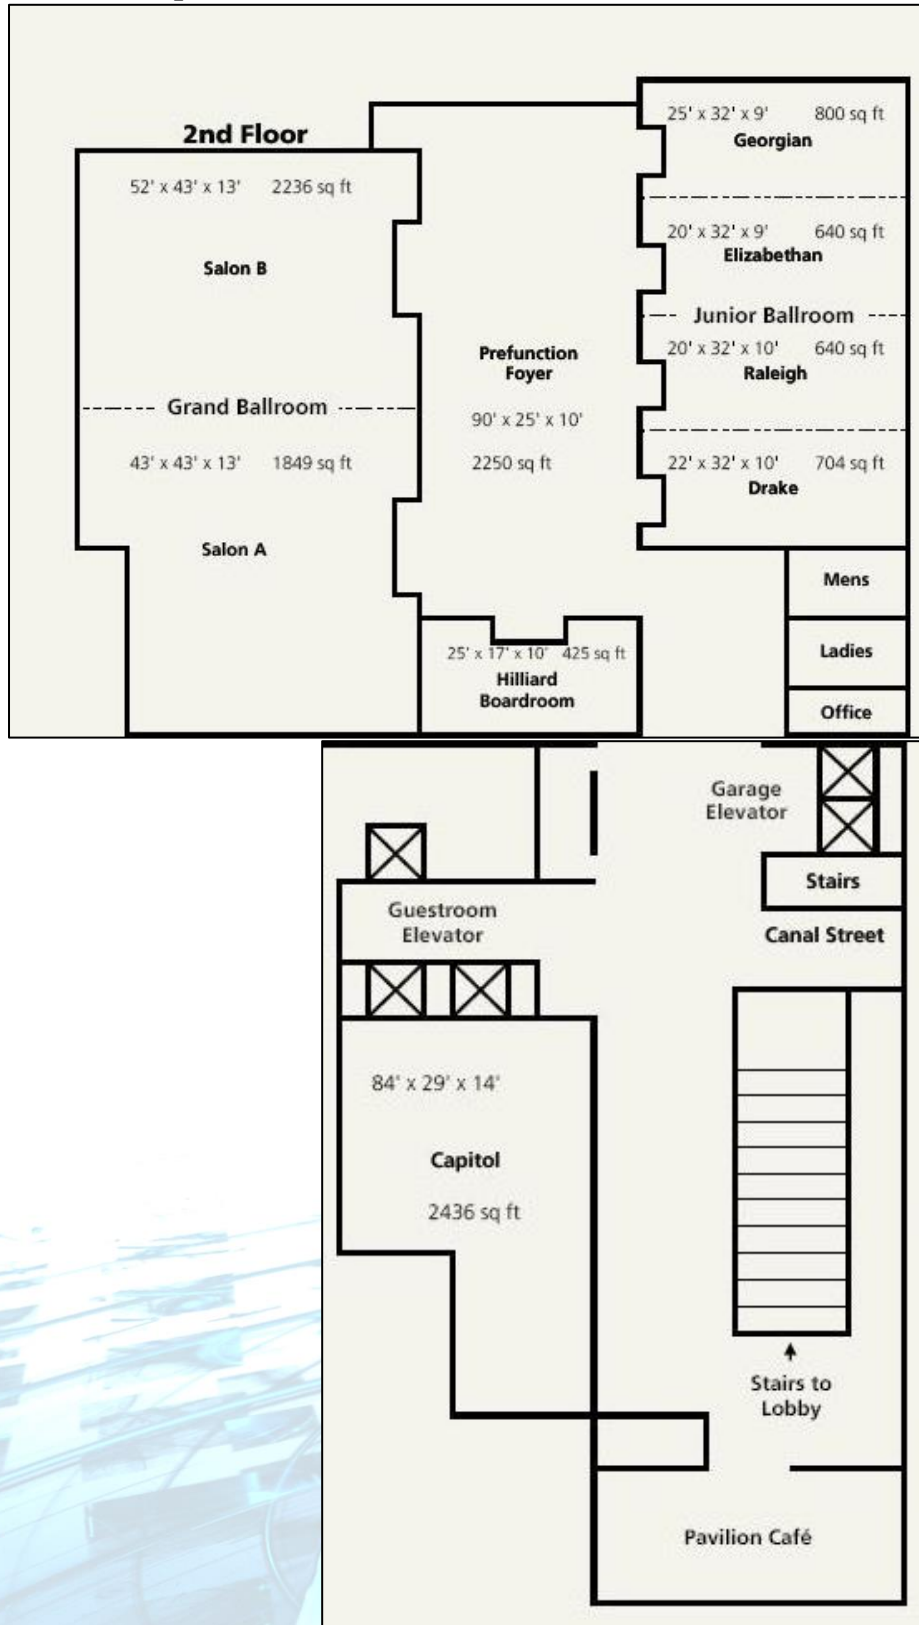 2nd Floor
52' x 43' x 13' 2236 sq ft
Salon B
Grand Ballroom
43' x 43' x 13' 1849 sq ft
Salon A
Prefunction
Foyer
90' x 25' x 10'
2250 sq ft
25' x 17' x 10' 425 sq ft
Hilliard
Boardroom
25' x 32' x 9' 800 sq ft
Georgian
20' x 32' x 9' 640 sq ft
Elizabethan
Junior Ballroom
20' x 32' x 10' 640 sq ft
Raleigh
22' x 32' x 10' 704 sq ft
Drake
Mens
Ladies
Office
Garage
Elevator
Stairs
Guestroom
Elevator
Canal Street
84' x 29' x 14'
Capitol
2436 sq ft
Stairs to
Lobby
Pavilion Café